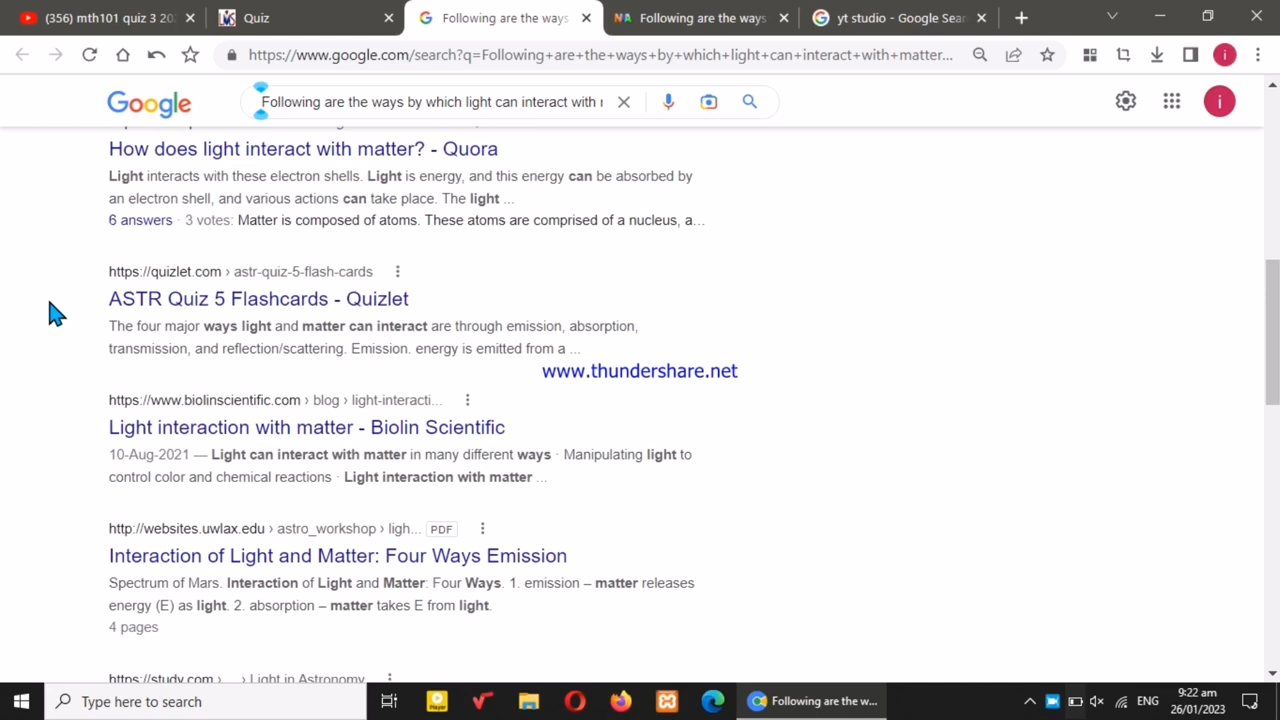 (356) mth101 quiz 3 20
Quiz
Following are the ways
Following are the ways
yt studio - Google Sear
https://www.google.com/search?q=Following+are+the+ways+by+which+light+can+interact+with+matter...
Google
Following are the ways by which light can interact with
i
How does light interact with matter? - Quora
Light interacts with these electron shells. Light is energy, and this energy can be absorbed by
an electron shell, and various actions can take place. The light ...
6 answers · 3 votes: Matter is composed of atoms. These atoms are comprised of a nucleus, a...
https://quizlet.com › astr-quiz-5-flash-cards
ASTR Quiz 5 Flashcards - Quizlet
The four major ways light and matter can interact are through emission, absorption,
transmission, and reflection/scattering. Emission. energy is emitted from a ...
www.thundershare.net
https://www.biolinscientific.com › blog › light-interacti...
Light interaction with matter - Biolin Scientific
10-Aug-2021 — Light can interact with matter in many different ways · Manipulating light to
control color and chemical reactions · Light interaction with matter ...
http://websites.uwlax.edu › astro_workshop › ligh... PDF
Interaction of Light and Matter: Four Ways Emission
Spectrum of Mars. Interaction of Light and Matter: Four Ways. 1. emission – matter releases
energy (E) as light. 2. absorption – matter takes E from light.
4 pages
https://study.com › ... › Light in Astronomy
Type here to search
Following are the w...
ENG
9:22 am
26/01/2023